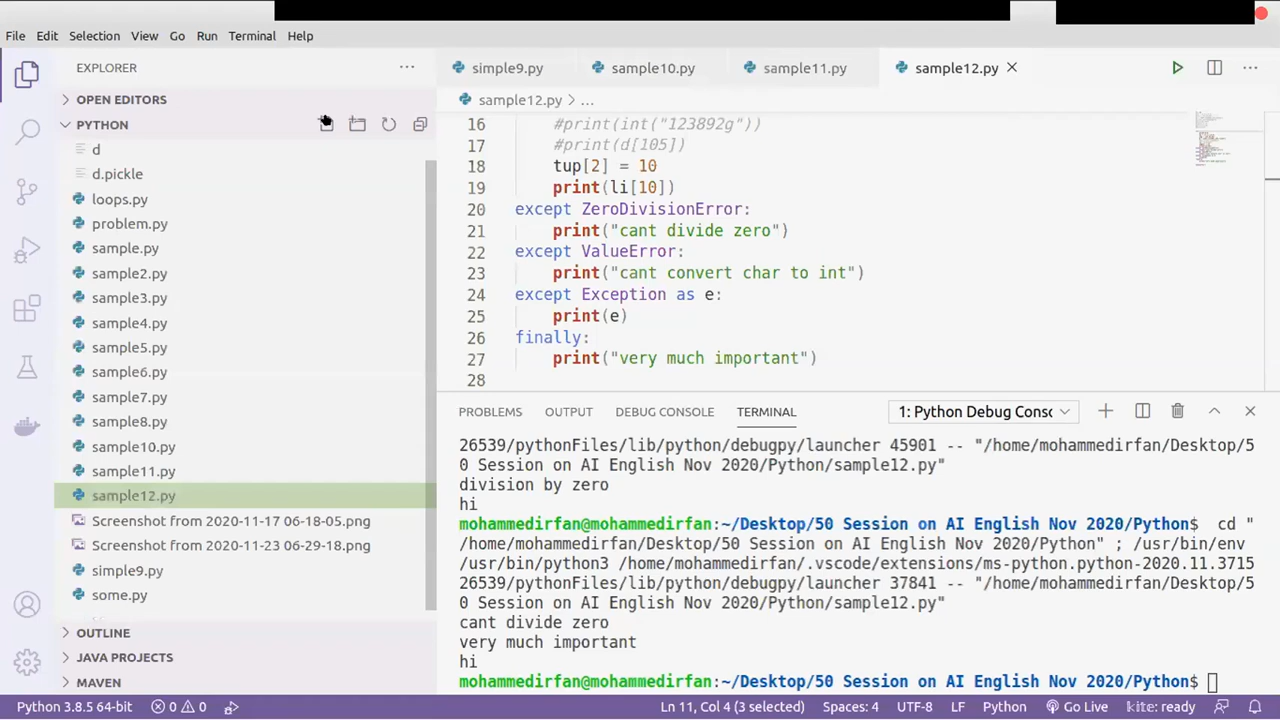 File Edit Selection View Go Run Terminal Help
EXPLORER
OPEN EDITORS
PYTHON
d
d.pickle
loops.py
problem.py
sample.py
sample2.py
sample3.py
sample4.py
sample5.py
sample6.py
sample7.py
sample8.py
sample10.py
sample11.py
sample12.py
Screenshot from 2020-11-17 06-18-05.png
Screenshot from 2020-11-23 06-29-18.png
simple9.py
some.py
OUTLINE
JAVA PROJECTS
MAVEN
simple9.py sample10.py sample11.py sample12.py
sample12.py > ...
16 #print(int("123892g"))
17 #print(d[105])
18 tup[2] = 10
19 print(li[10])
20 except ZeroDivisionError:
21 print("cant divide zero")
22 except ValueError:
23 print("cant convert char to int")
24 except Exception as e:
25 print(e)
26 finally:
27 print("very much important")
28
PROBLEMS OUTPUT DEBUG CONSOLE TERMINAL 1: Python Debug Consc
26539/pythonFiles/lib/python/debugpy/launcher 45901 -- "/home/mohammedirfan/Desktop/5
0 Session on AI English Nov 2020/Python/sample12.py"
division by zero
hi
mohammedirfan@mohammedirfan:~/Desktop/50 Session on AI English Nov 2020/Python$ cd "
/home/mohammedirfan/Desktop/50 Session on AI English Nov 2020/Python" ; /usr/bin/env
/usr/bin/python3 /home/mohammedirfan/.vscode/extensions/ms-python.python-2020.11.3715
26539/pythonFiles/lib/python/debugpy/launcher 37841 -- "/home/mohammedirfan/Desktop/5
0 Session on AI English Nov 2020/Python/sample12.py"
cant divide zero
very much important
hi
mohammedirfan@mohammedirfan:~/Desktop/50 Session on AI English Nov 2020/Python$
Python 3.8.5 64-bit 0 0 Ln 11, Col 4 (3 selected) Spaces: 4 UTF-8 LF Python Go Live kite: ready